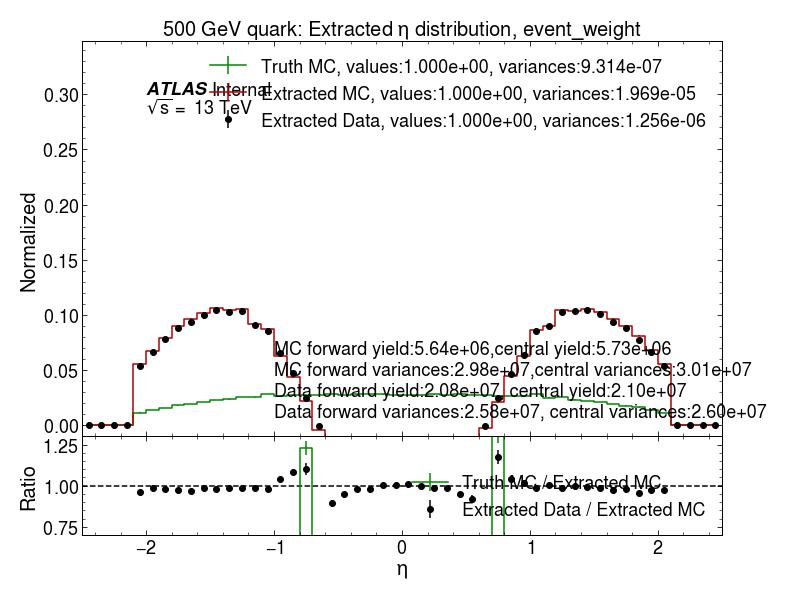 500 GeV quark: Extracted η distribution, event_weight
Truth MC, values:1.000e+00, variances:9.314e-07
ATLAS Internal
Extracted MC, values:1.000e+00, variances:1.969e-05
√s = 13 TeV
Extracted Data, values:1.000e+00, variances:1.256e-06
Normalized
0.30
0.25
0.20
0.15
0.10
0.05
0.00
MC forward yield:5.64e+06,central yield:5.73e+06
MC forward variances:2.98e+07,central variances:3.01e+07
Data forward yield:2.08e+07, central yield:2.10e+07
Data forward variances:2.58e+07, central variances:2.60e+07
Ratio
1.25
1.00
0.75
Truth MC / Extracted MC
Extracted Data / Extracted MC
−2 −1 0 1 2
η